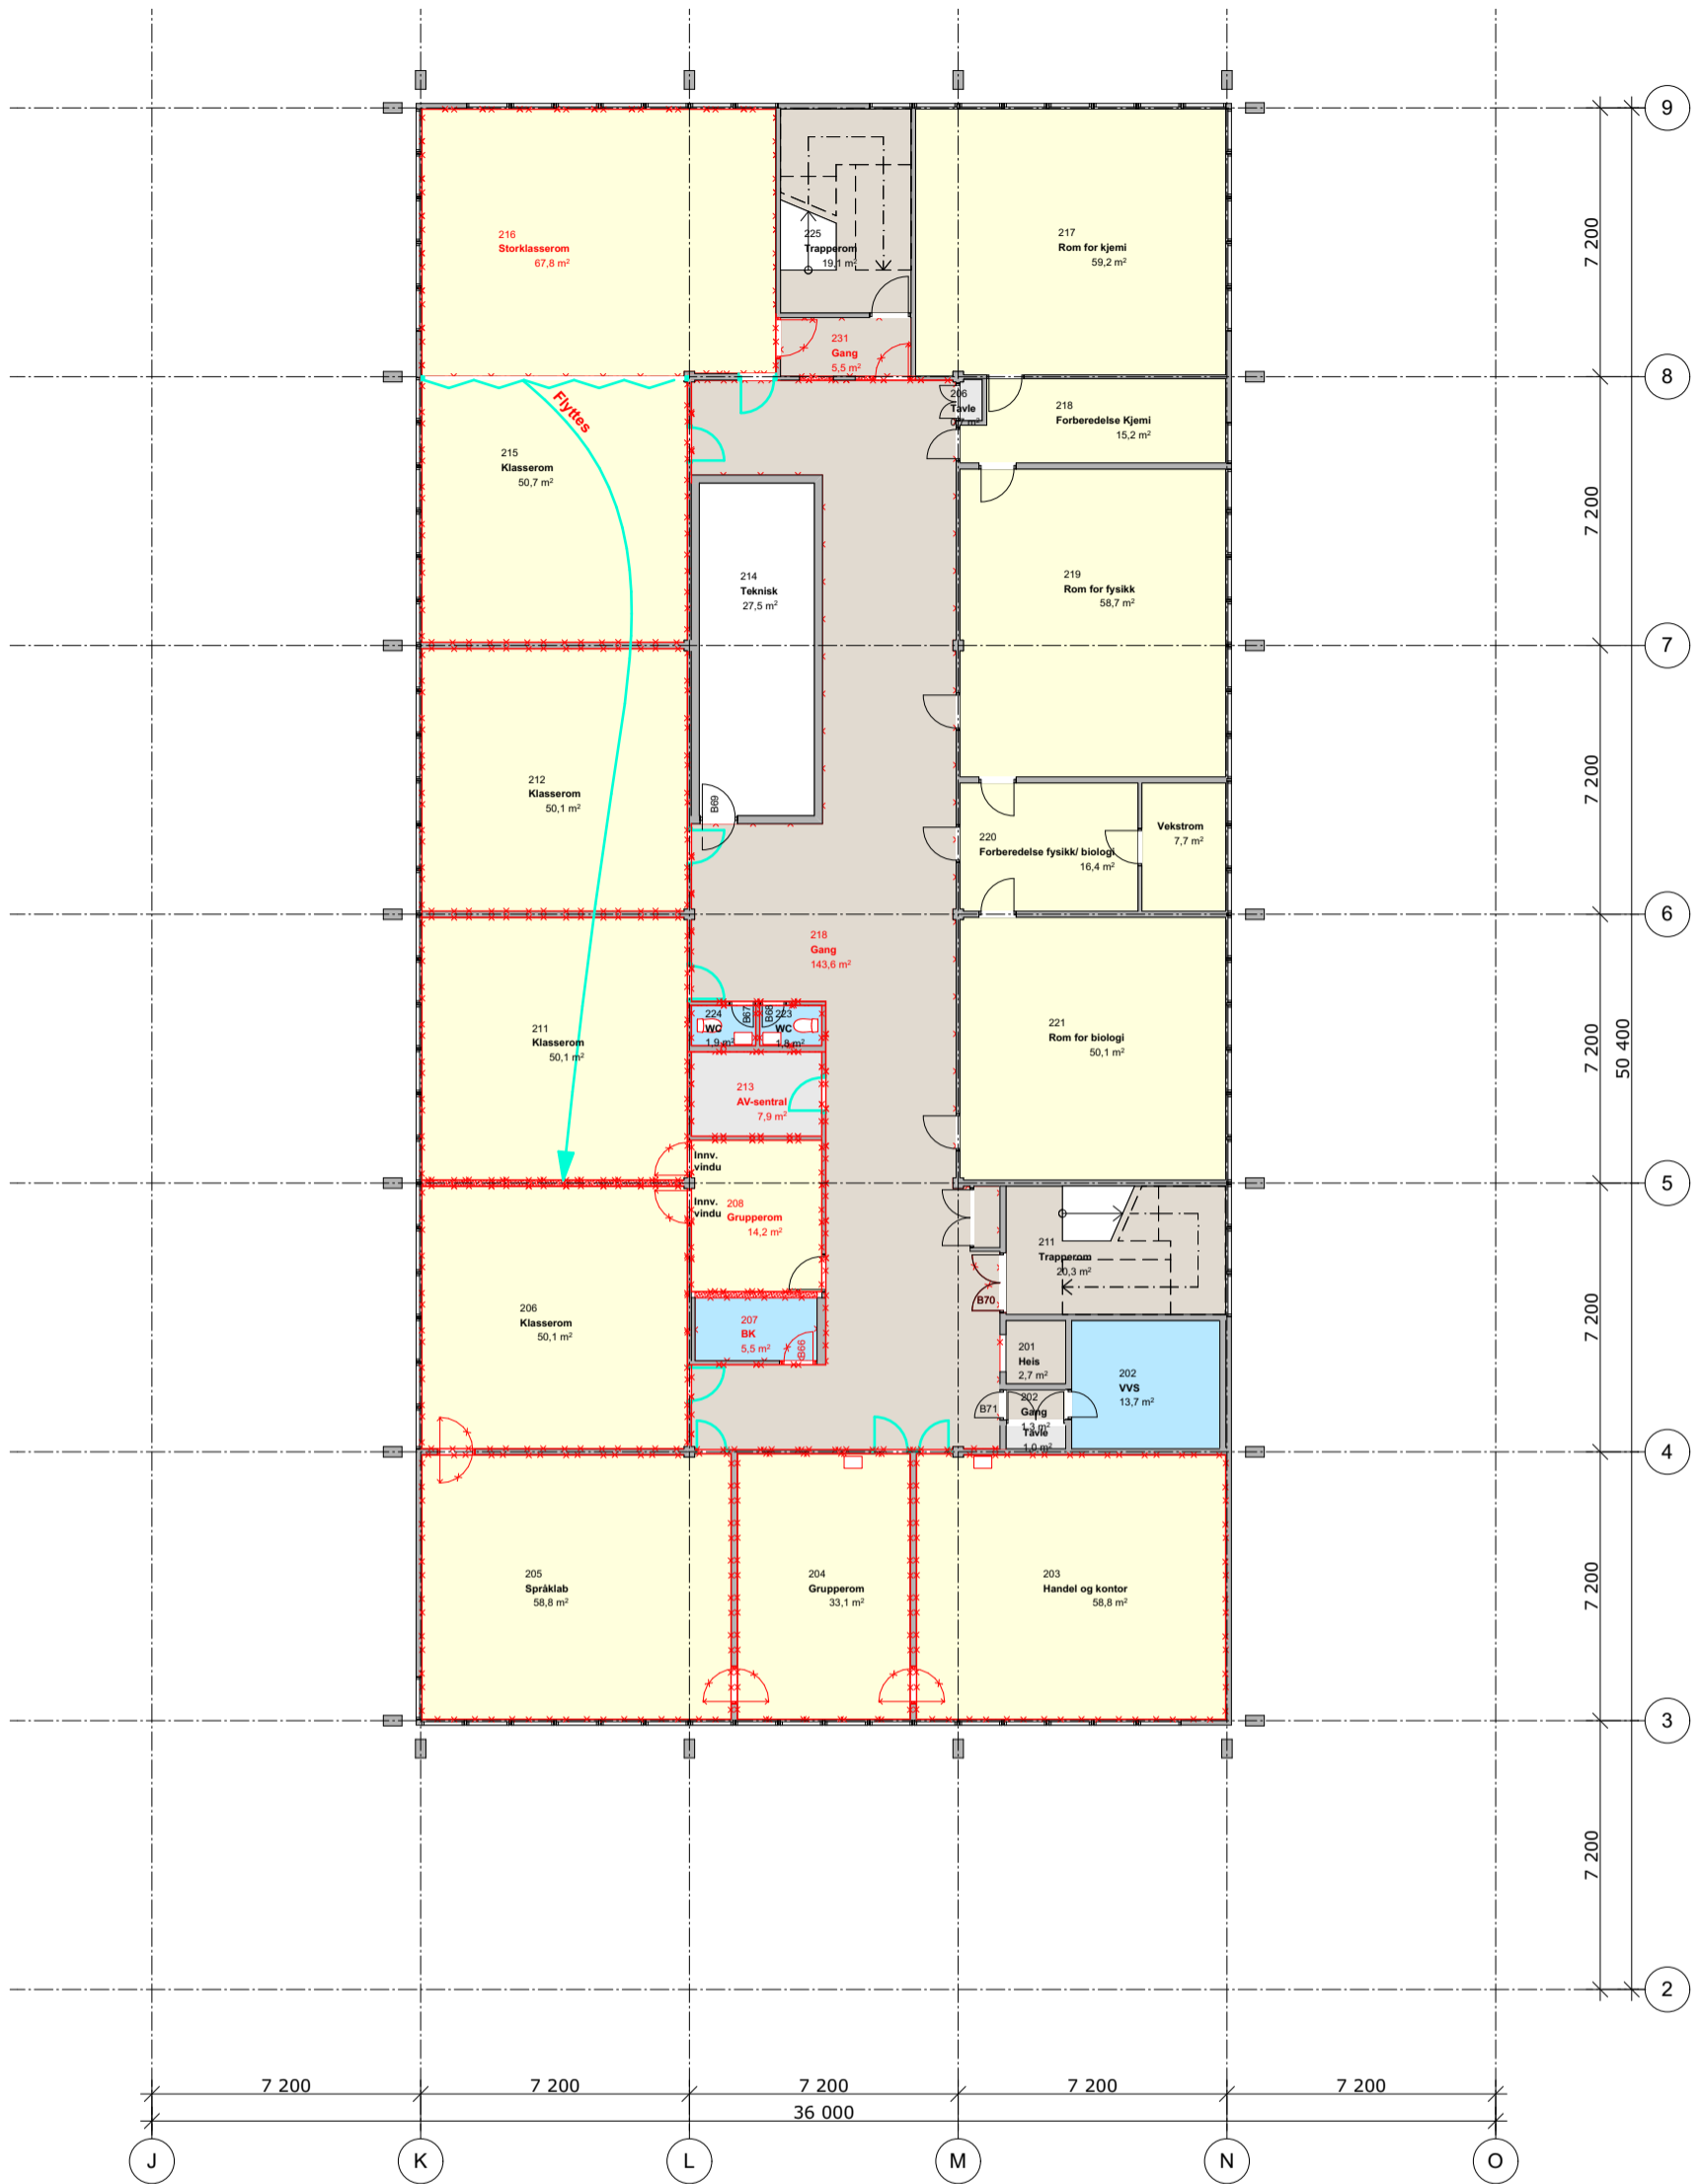 9
7 200
216
Storklasserom
67,8 m²
225
Trapperom
19,1 m²
217
Rom for kjemi
59,2 m²
231
Gang
5,5 m²
8
Flyttes
206
Tavle
218
Forberedelse Kjemi
15,2 m²
215
Klasserom
50,7 m²
7 200
214
Teknisk
27,5 m²
219
Rom for fysikk
58,7 m²
7
212
Klasserom
50,1 m²
B69
7 200
220
Forberedelse fysikk/ biologi
16,4 m²
Vekstrom
7,7 m²
6
218
Gang
143,6 m²
211
Klasserom
50,1 m²
224
WC
1,9 m²
B67
B68
223
WC
1,8 m²
221
Rom for biologi
50,1 m²
7 200
50 400
213
AV-sentral
7,9 m²
Innv.
vindu
5
Innv.
vindu
208
Grupperom
14,2 m²
211
Trapperom
20,3 m²
B70
206
Klasserom
50,1 m²
207
BK
5,5 m²
B66
201
Heis
2,7 m²
202
VVS
13,7 m²
7 200
B71
202
Gang
1,3 m²
Tavle
1,0 m²
4
205
Språklab
58,8 m²
204
Grupperom
33,1 m²
203
Handel og kontor
58,8 m²
7 200
3
7 200
2
7 200
7 200
7 200
7 200
7 200
36 000
J
K
L
M
N
O